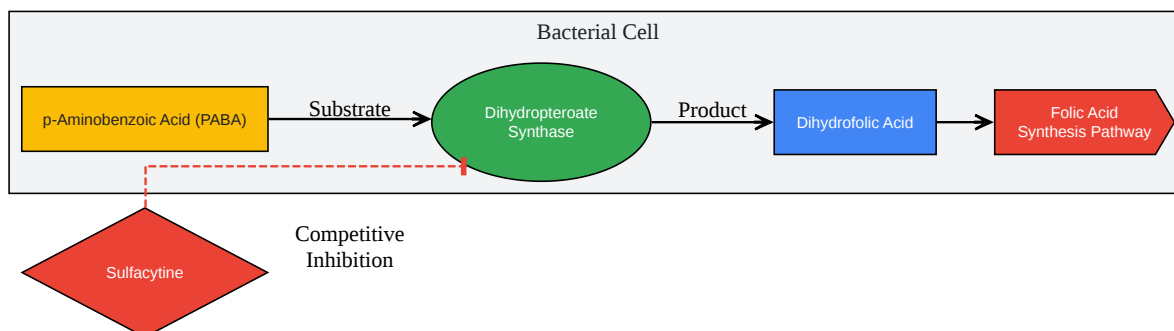 Bacterial Cell
p-Aminobenzoic Acid (PABA)
Substrate
Dihydropteroate
Synthase
Product
Dihydrofolic Acid
Folic Acid
Synthesis Pathway
Sulfacytine
Competitive
Inhibition